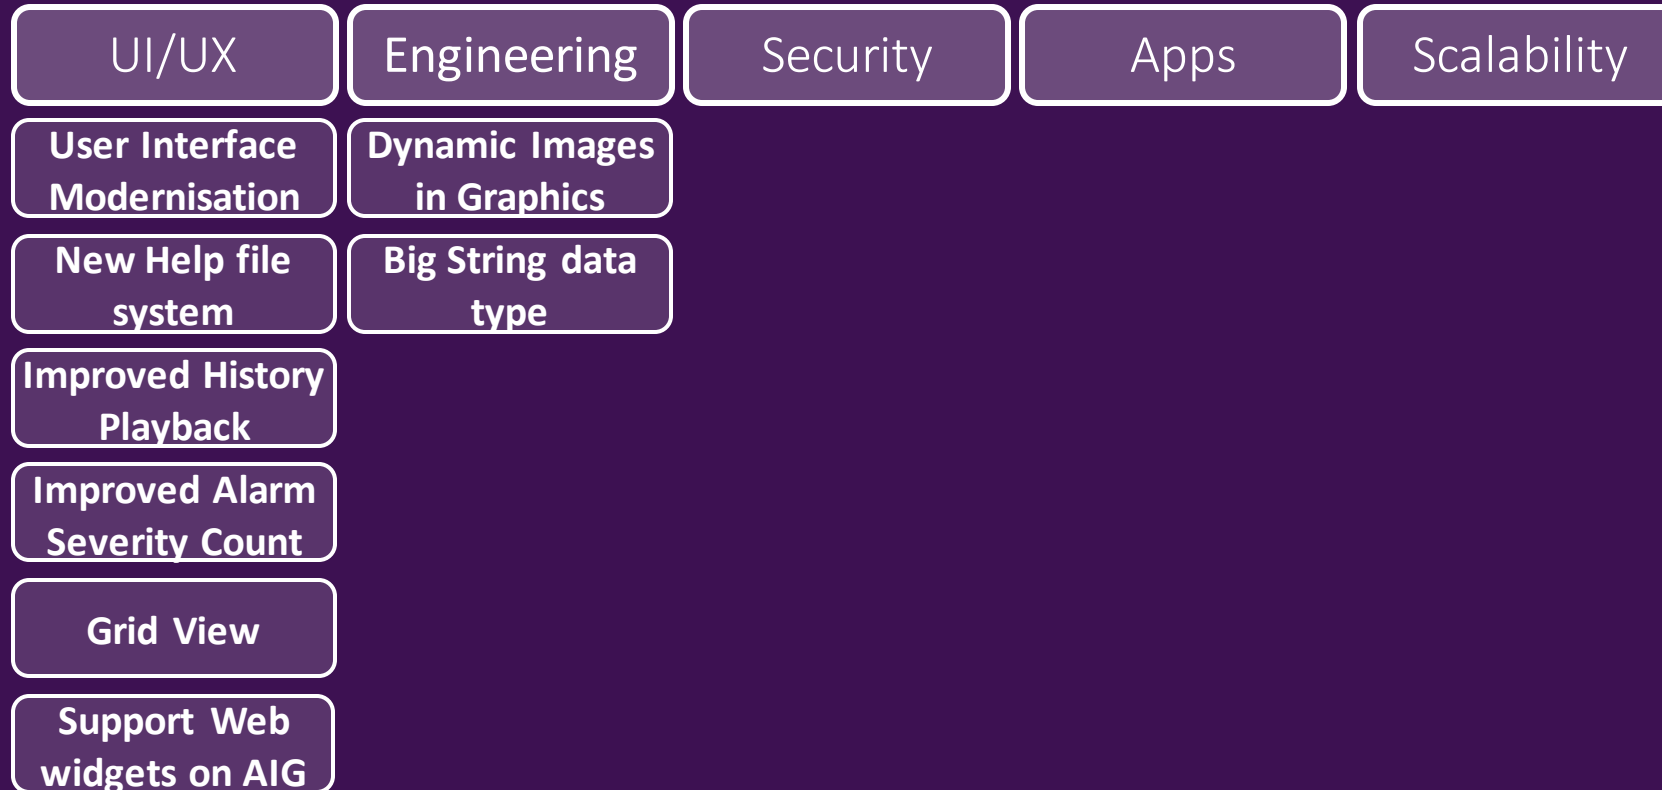 UI/UX
Engineering
Security
Apps
Scalability
User Interface
Modernisation
New Help file
system
Improved History
Playback
Improved Alarm
Severity Count
Grid View
Support Web
widgets on AIG
Dynamic Images
in Graphics
Big String data
type